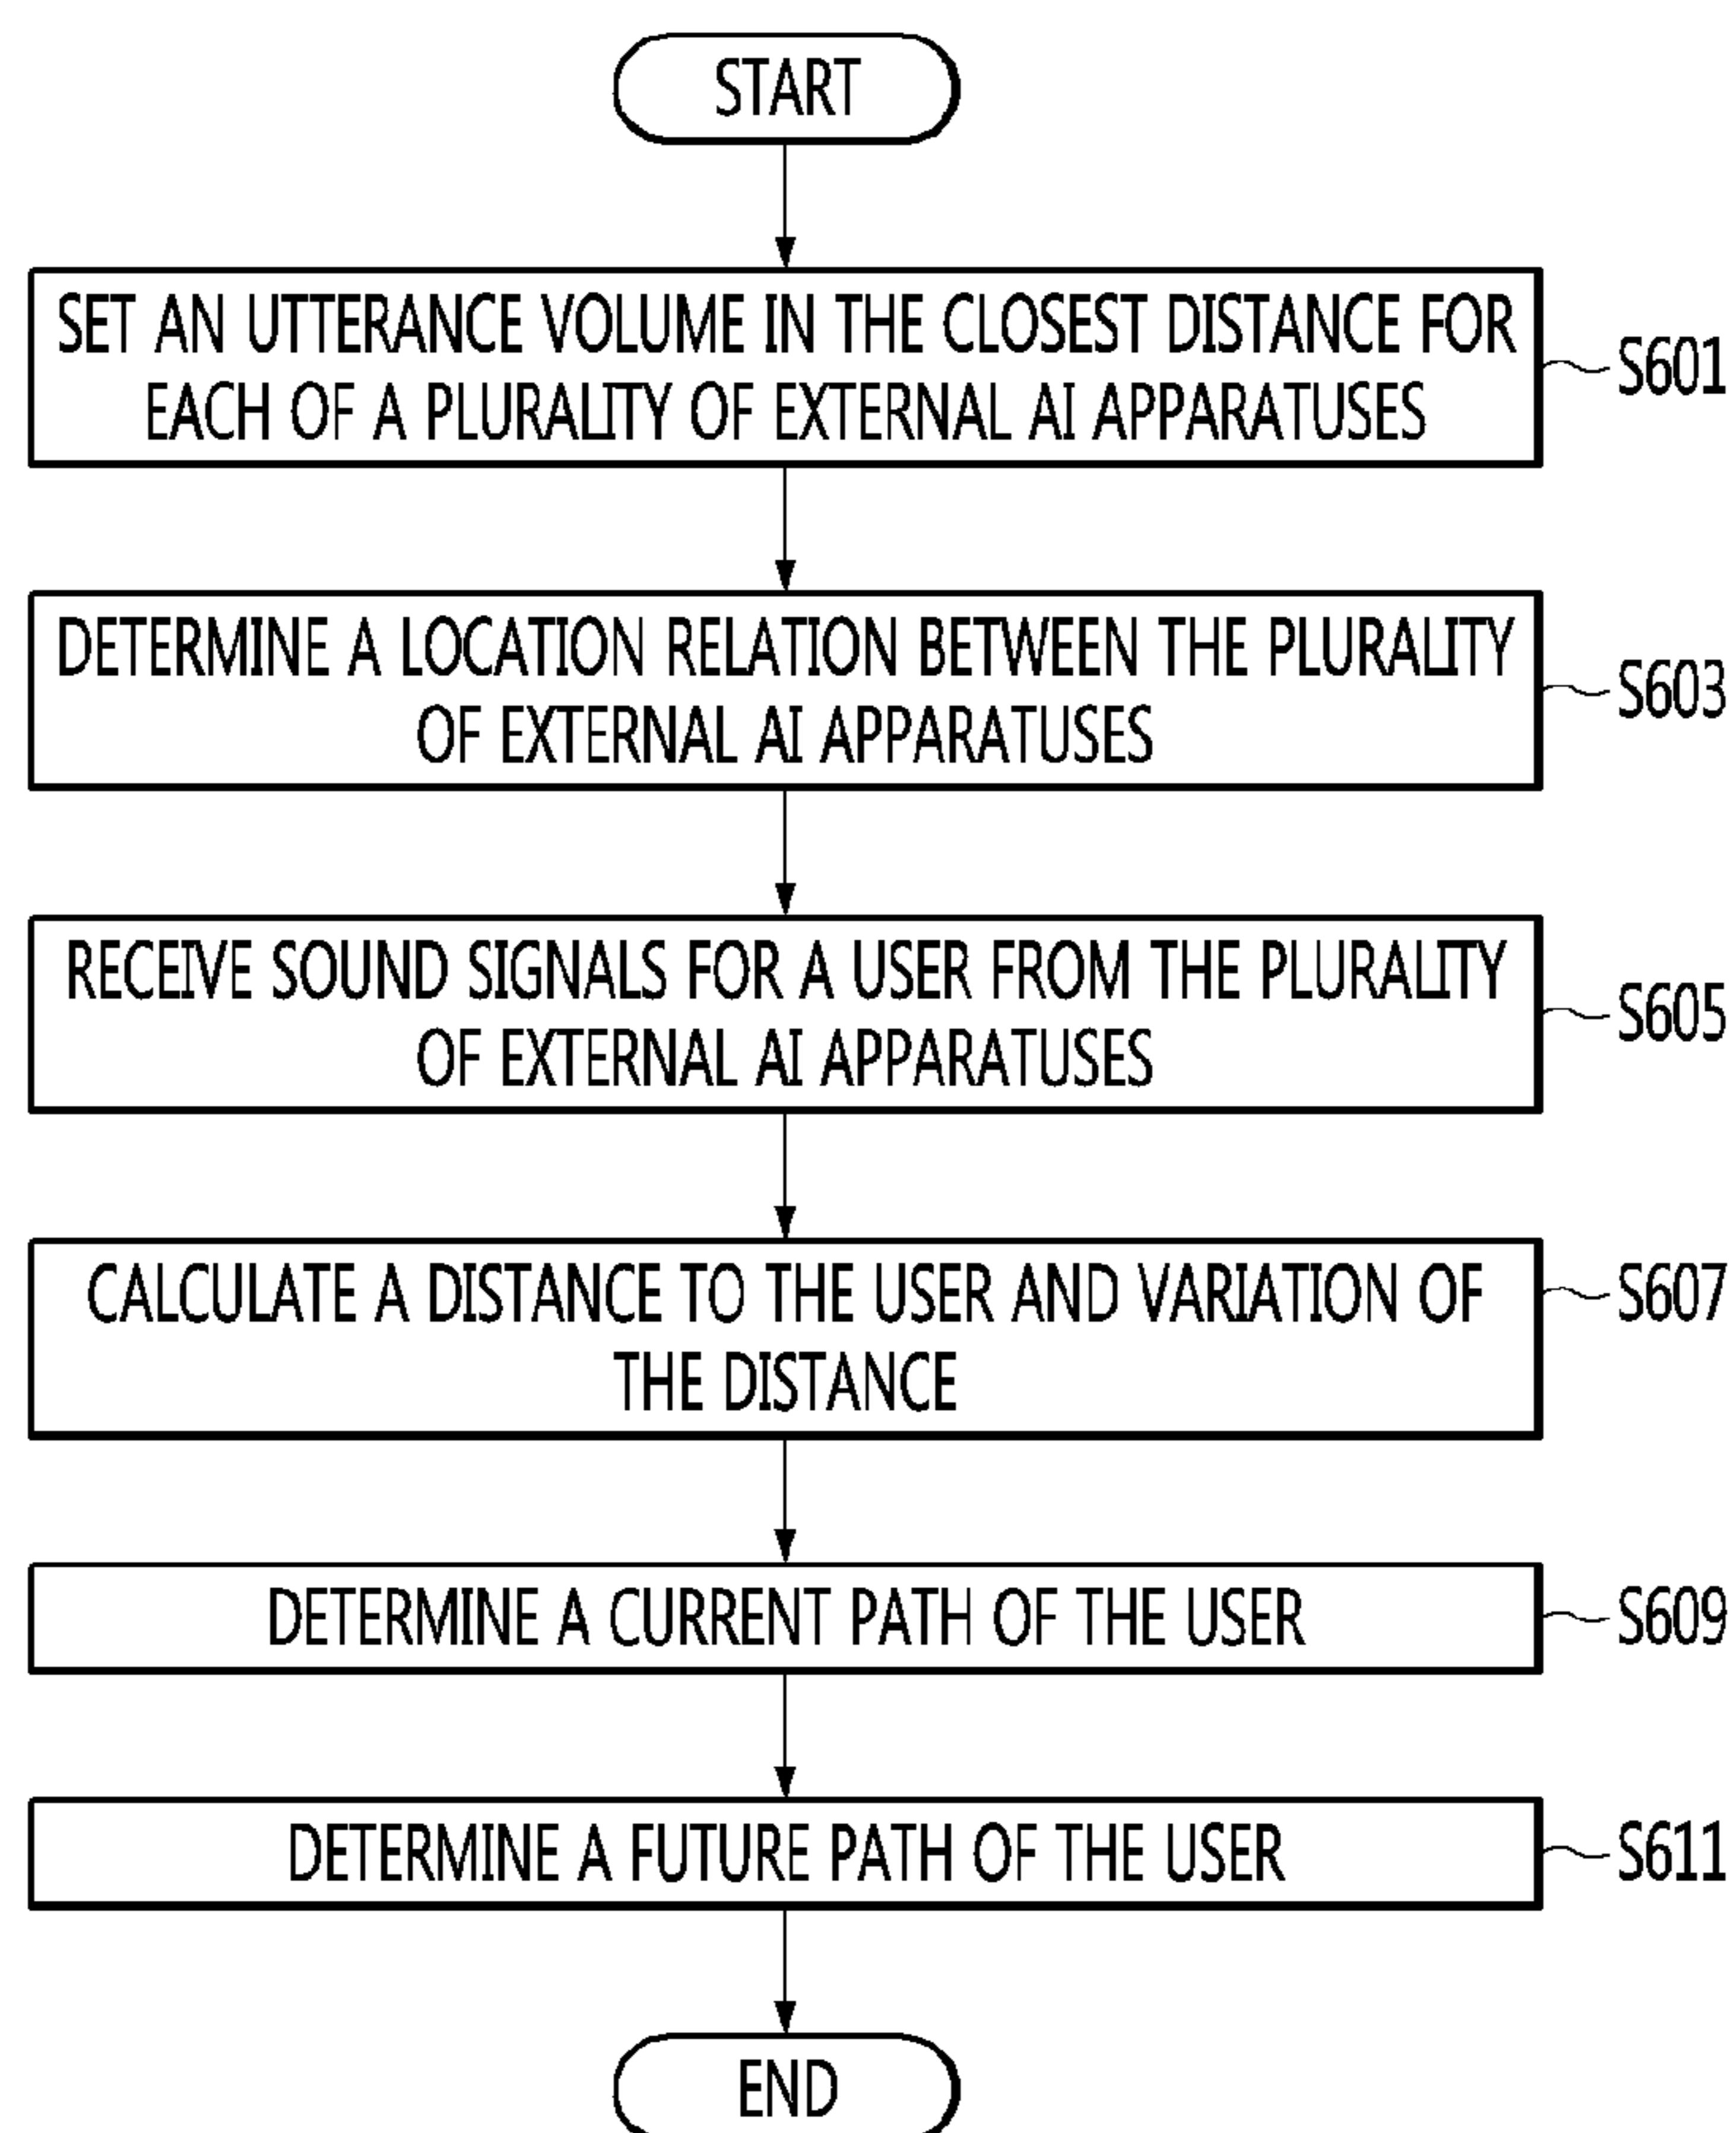 START
SET AN UTTERANCE VOLUME IN THE CLOSEST DISTANCE FOR
EACH OF A PLURALITY OF EXTERNAL AI APPARATUSES
S601
DETERMINE A LOCATION RELATION BETWEEN THE PLURALITY
OF EXTERNAL AI APPARATUSES
S603
RECEIVE SOUND SIGNALS FOR A USER FROM THE PLURALITY
OF EXTERNAL AI APPARATUSES
S605
CALCULATE A DISTANCE TO THE USER AND VARIATION OF
THE DISTANCE
S607
DETERMINE A CURRENT PATH OF THE USER
S609
DETERMINE A FUTURE PATH OF THE USER
S611
END